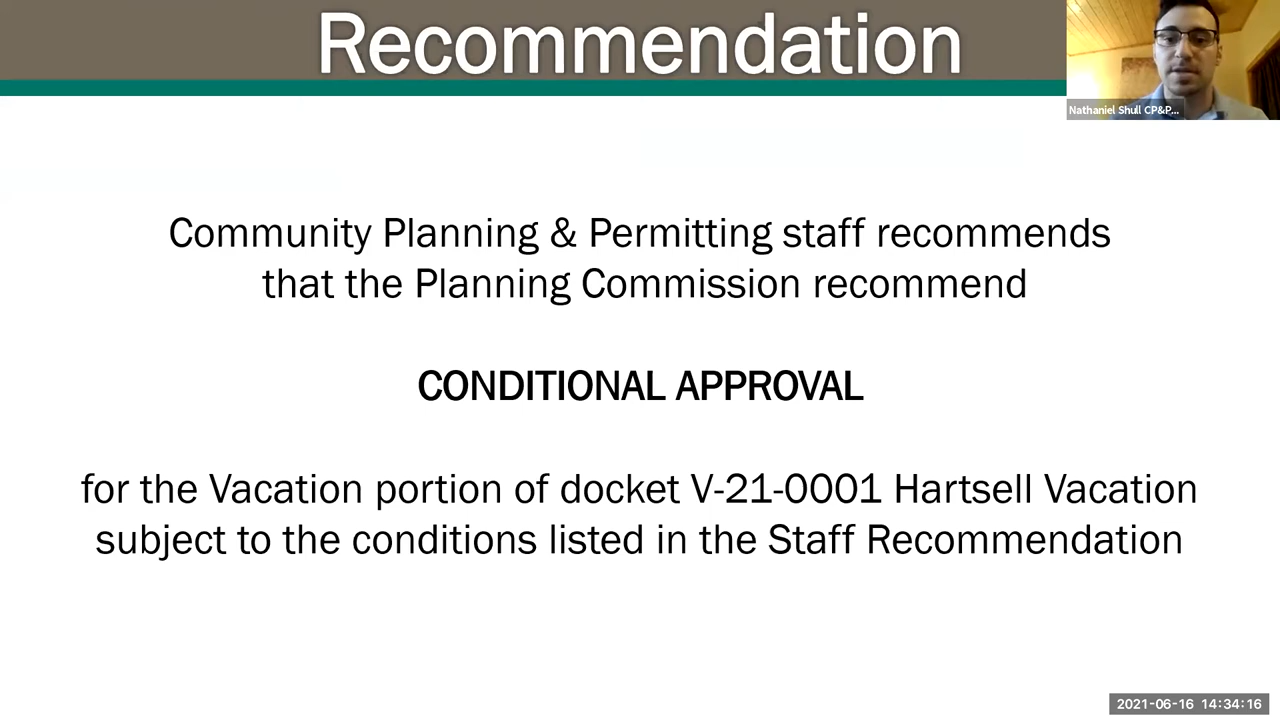 Recommendation
Nathaniel Shull CP&P...
Community Planning & Permitting staff recommends
that the Planning Commission recommend
CONDITIONAL APPROVAL
for the Vacation portion of docket V-21-0001 Hartsell Vacation
subject to the conditions listed in the Staff Recommendation
2021-06-16 14:34:16